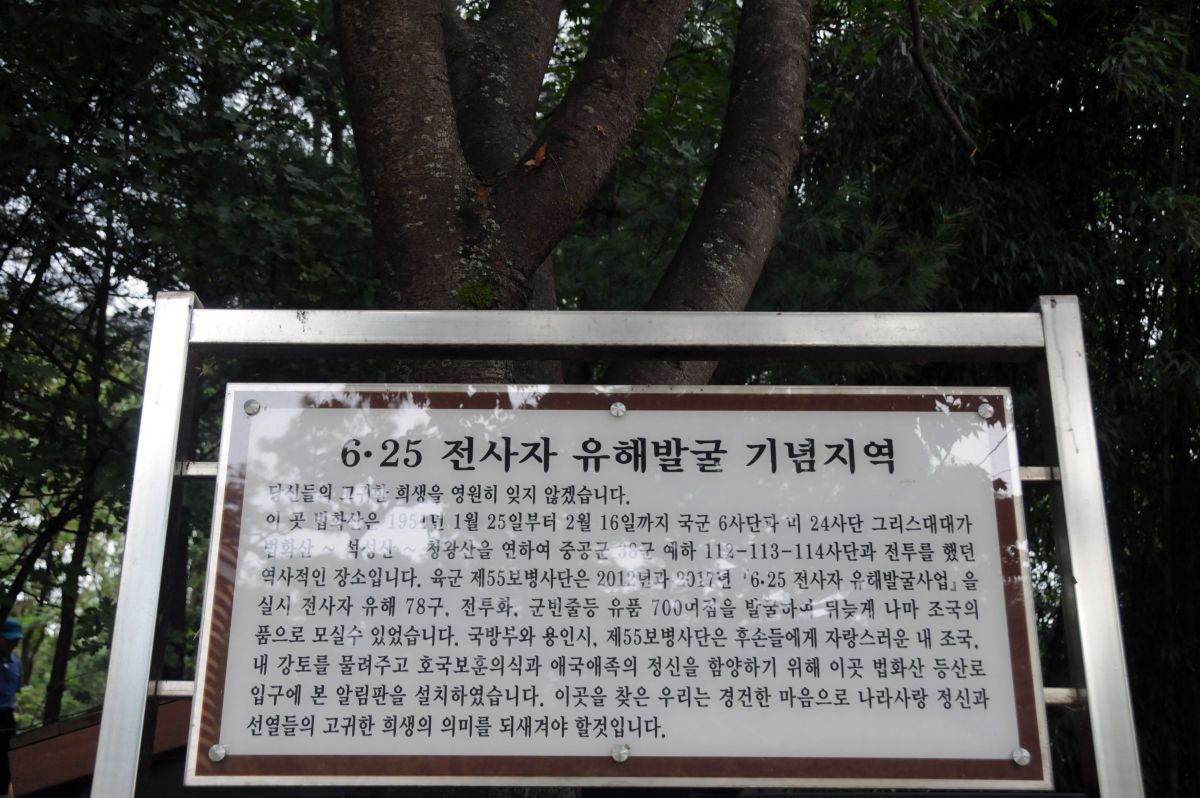 6·25 전사자 유해발굴 기념지역
당신들의 고귀한 희생을 영원히 잊지 않겠습니다.
이 곳 법화산은 1951년 1월 25일부터 2월 16일까지 국군 6사단과 미 24사단 그리스대대가
법화산 ~ 석성산 ~ 청광산을 연하여 중공군 38군 예하 112-113-114사단과 전투를 했던
역사적인 장소입니다. 육군 제55보병사단은 2012년과 2017년 『6·25 전사자 유해발굴사업』을
실시 전사자 유해 78구, 전투화, 군번줄등 유품 700여점을 발굴하여 뒤늦게 나마 조국의
품으로 모실수 있었습니다. 국방부와 용인시, 제55보병사단은 후손들에게 자랑스러운 내 조국,
내 강토를 물려주고 호국보훈의식과 애국애족의 정신을 함양하기 위해 이곳 법화산 등산로
입구에 본 알림판을 설치하였습니다. 이곳을 찾은 우리는 경건한 마음으로 나라사랑 정신과
선열들의 고귀한 희생의 의미를 되새겨야 할것입니다.